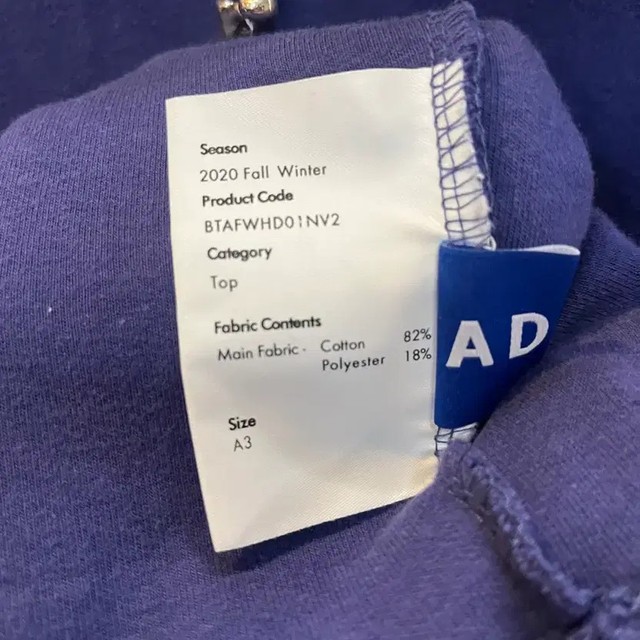 Season
2020 Fall Winter
Product Code
BTAFWHD01NV2
Category
Top
Fabric Contents
Main Fabric - Cotton 82%
Polyester 18%
Size
A3
AD